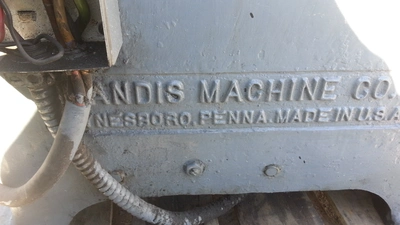 ANDIS MACHINE CO.
NESBORO, PENNA. MADE IN U.S.A